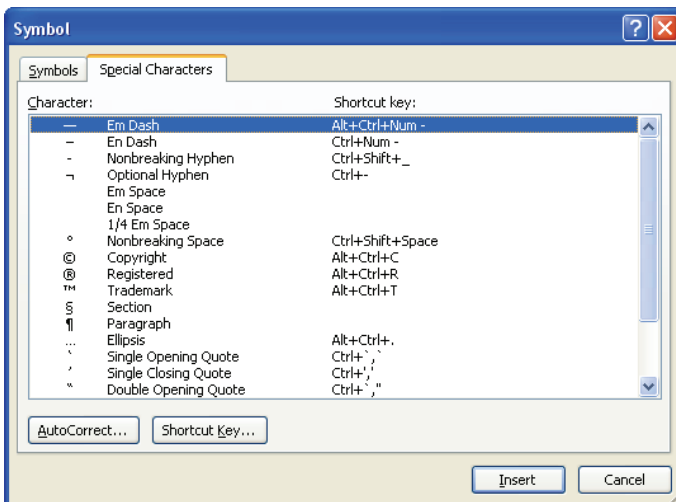 Symbol
Symbols Special Characters
Character: Shortcut key:
— Em Dash Alt+Ctrl+Num -
– En Dash Ctrl+Num -
- Nonbreaking Hyphen Ctrl+Shift+_
¬ Optional Hyphen Ctrl+-
Em Space
En Space
1/4 Em Space
° Nonbreaking Space Ctrl+Shift+Space
© Copyright Alt+Ctrl+C
® Registered Alt+Ctrl+R
™ Trademark Alt+Ctrl+T
§ Section
¶ Paragraph
… Ellipsis Alt+Ctrl+.
‘ Single Opening Quote Ctrl+`,`
’ Single Closing Quote Ctrl+','
“ Double Opening Quote Ctrl+`,"
AutoCorrect... Shortcut Key...
Insert Cancel